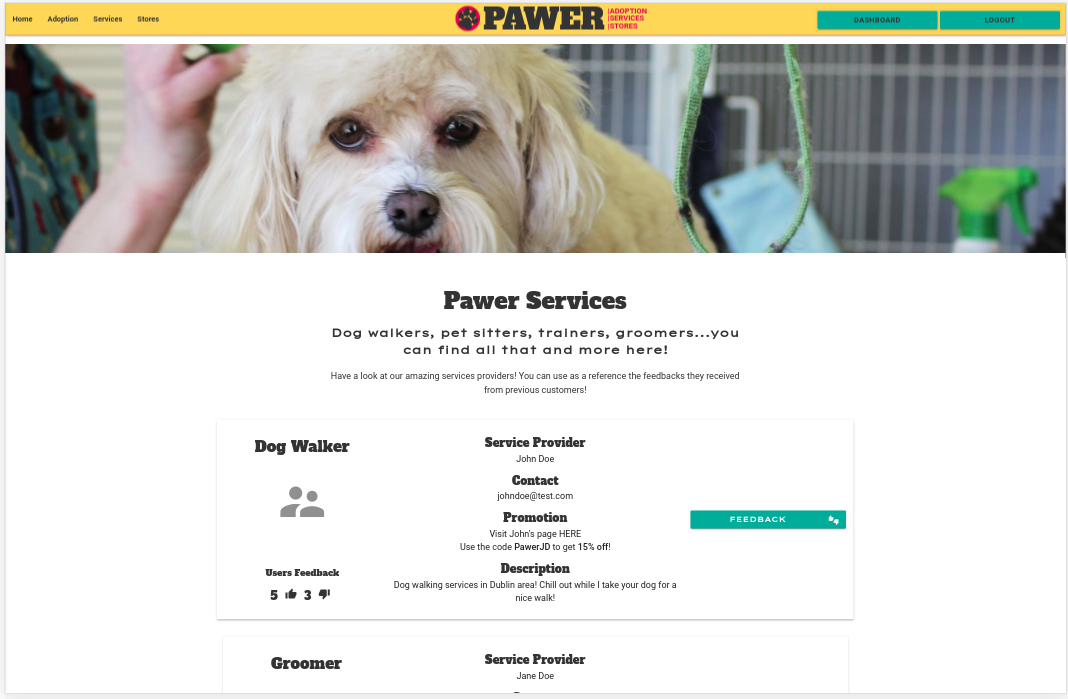 Home Adoption Services Stores
PAWER
|ADOPTION
|SERVICES
|STORES
DASHBOARD
LOGOUT
Pawer Services
Dog walkers, pet sitters, trainers, groomers...you
can find all that and more here!
Have a look at our amazing services providers! You can use as a reference the feedbacks they received
from previous customers!
Dog Walker
Users Feedback
5 3
Service Provider
John Doe
Contact
johndoe@test.com
Promotion
Visit John's page HERE
Use the code PawerJD to get 15% off!
Description
Dog walking services in Dublin area! Chill out while I take your dog for a
nice walk!
FEEDBACK
Groomer
Service Provider
Jane Doe